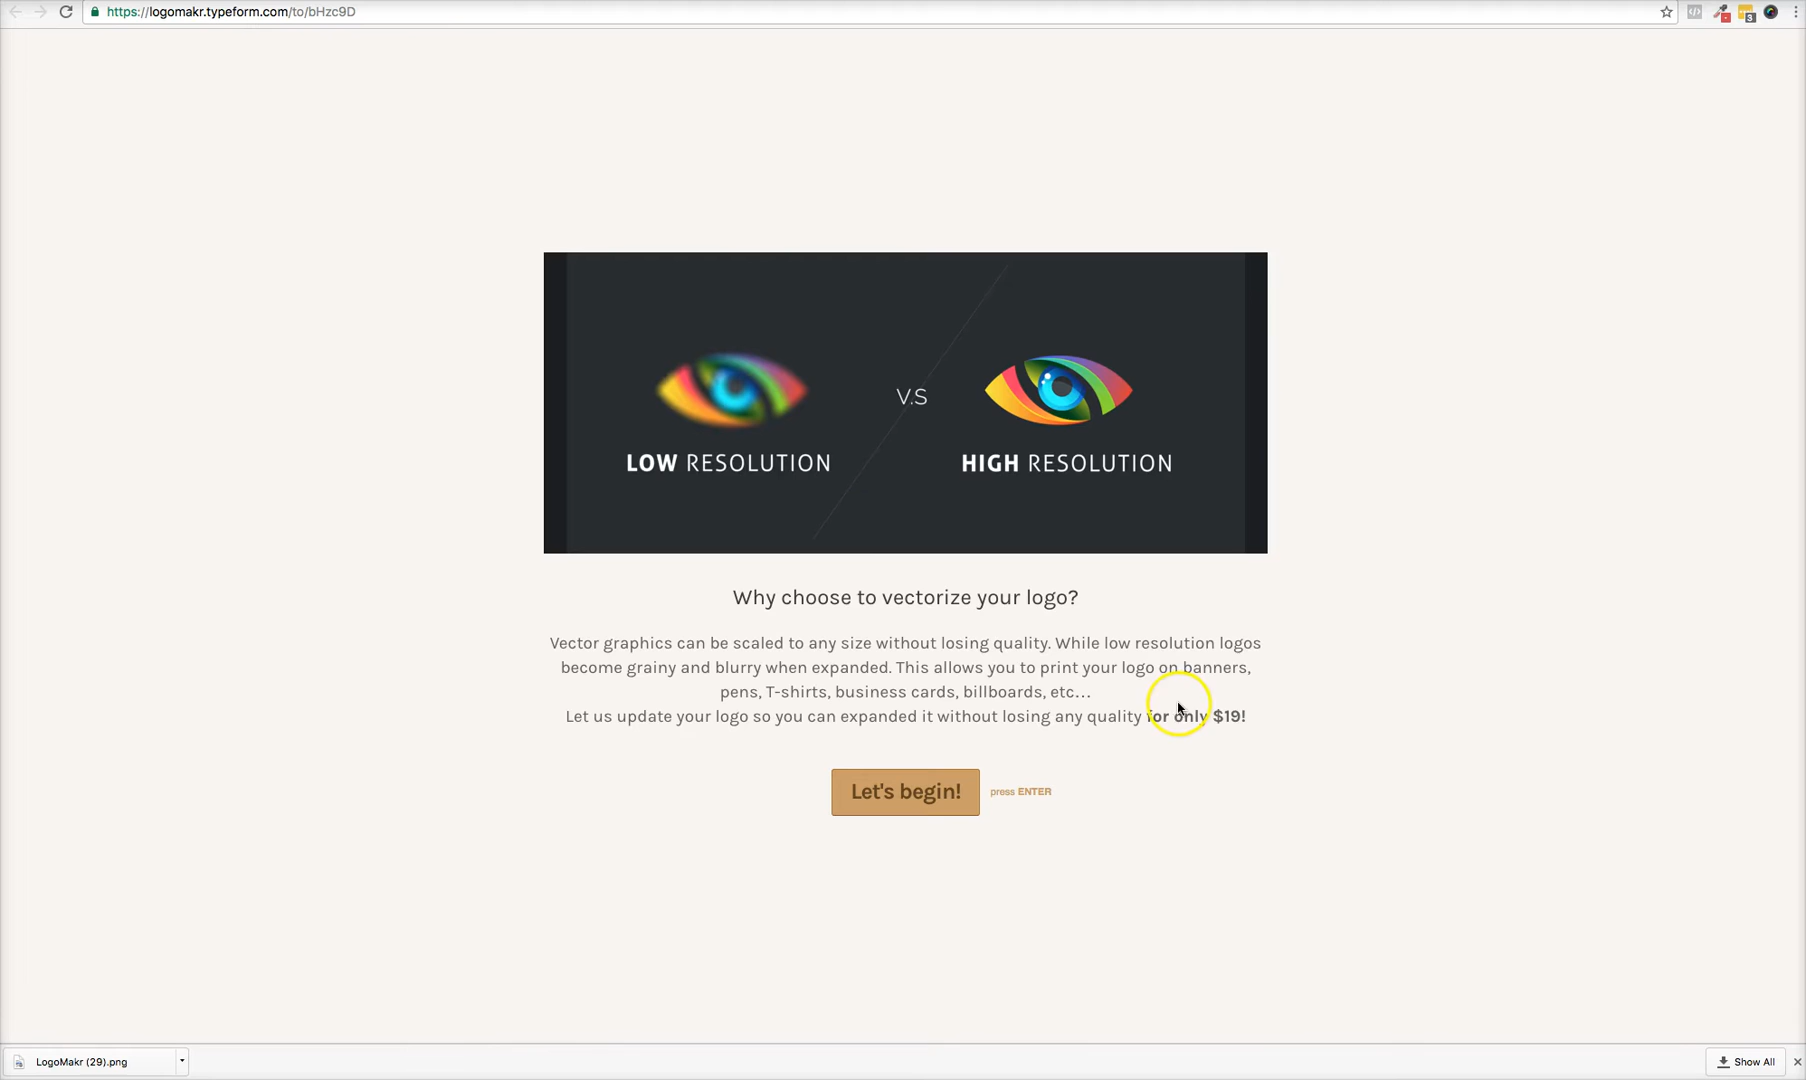 https://logomakr.typeform.com/to/bHzc9D
3
V.S
LOW RESOLUTION
HIGH RESOLUTION
Why choose to vectorize your logo?
Vector graphics can be scaled to any size without losing quality. While low resolution logos
become grainy and blurry when expanded. This allows you to print your logo on banners,
pens, T-shirts, business cards, billboards, etc...
Let us update your logo so you can expanded it without losing any quality for only $19!
Let's begin!
press ENTER
LogoMakr (29).png
Show All